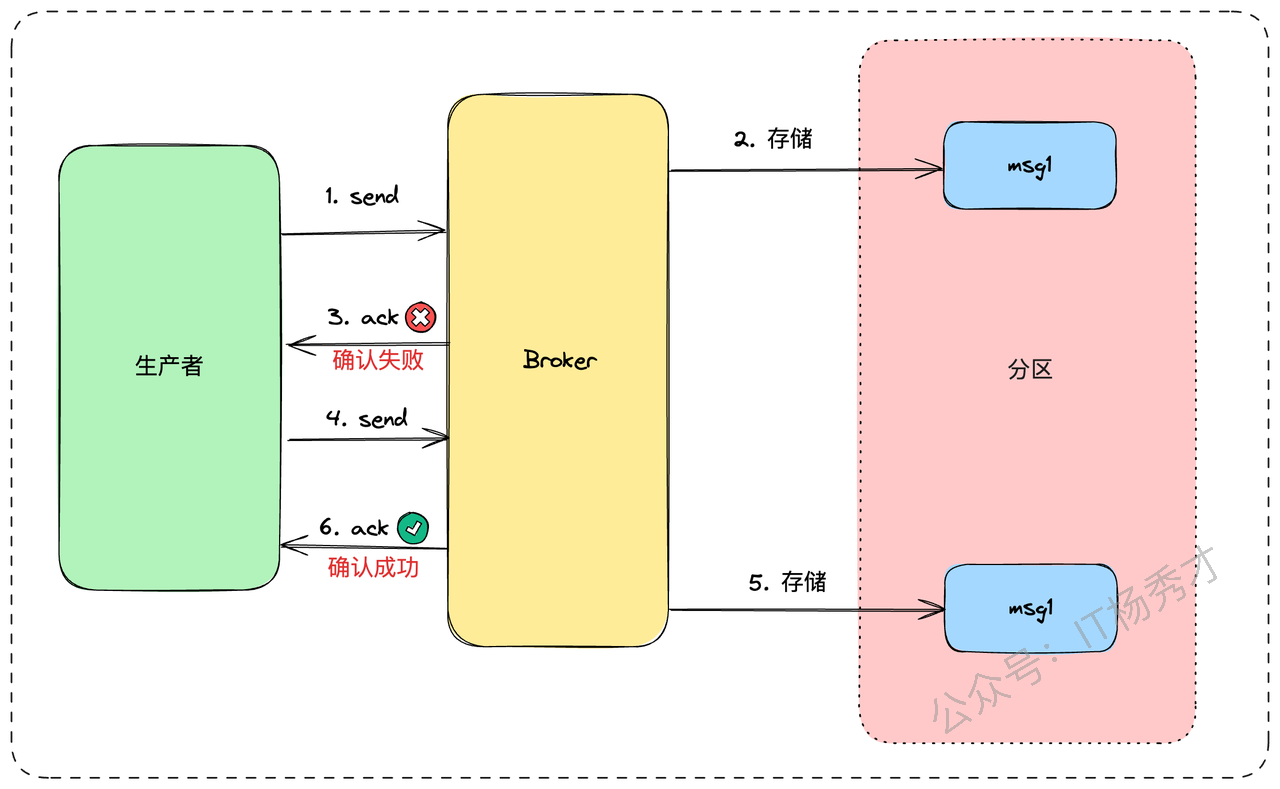 2. 存储
msg1
1. send
3. ack
确认失败
生产者
Broker
分区
4. send
6. ack
确认成功
5. 存储
msg1
公众号：IT杨秀才